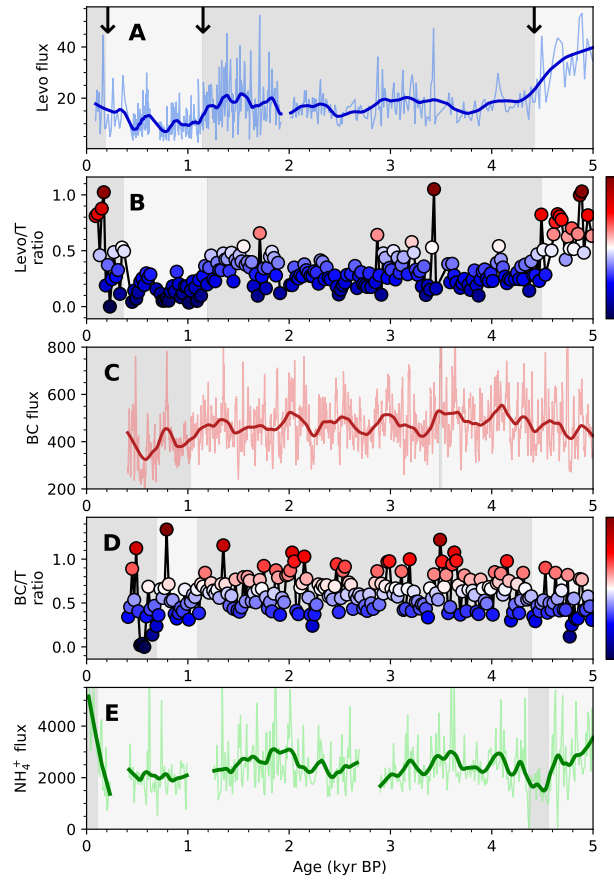 A
Levo flux
40
20
0 1 2 3 4 5
B
Levo/T
ratio
1.0
0.5
0.0
0 1 2 3 4 5
C
BC flux
800
600
400
200
0 1 2 3 4 5
D
BC/T
ratio
1.0
0.5
0.0
0 1 2 3 4 5
E
NH₄⁺ flux
4000
2000
0
0 1 2 3 4 5
Age (kyr BP)